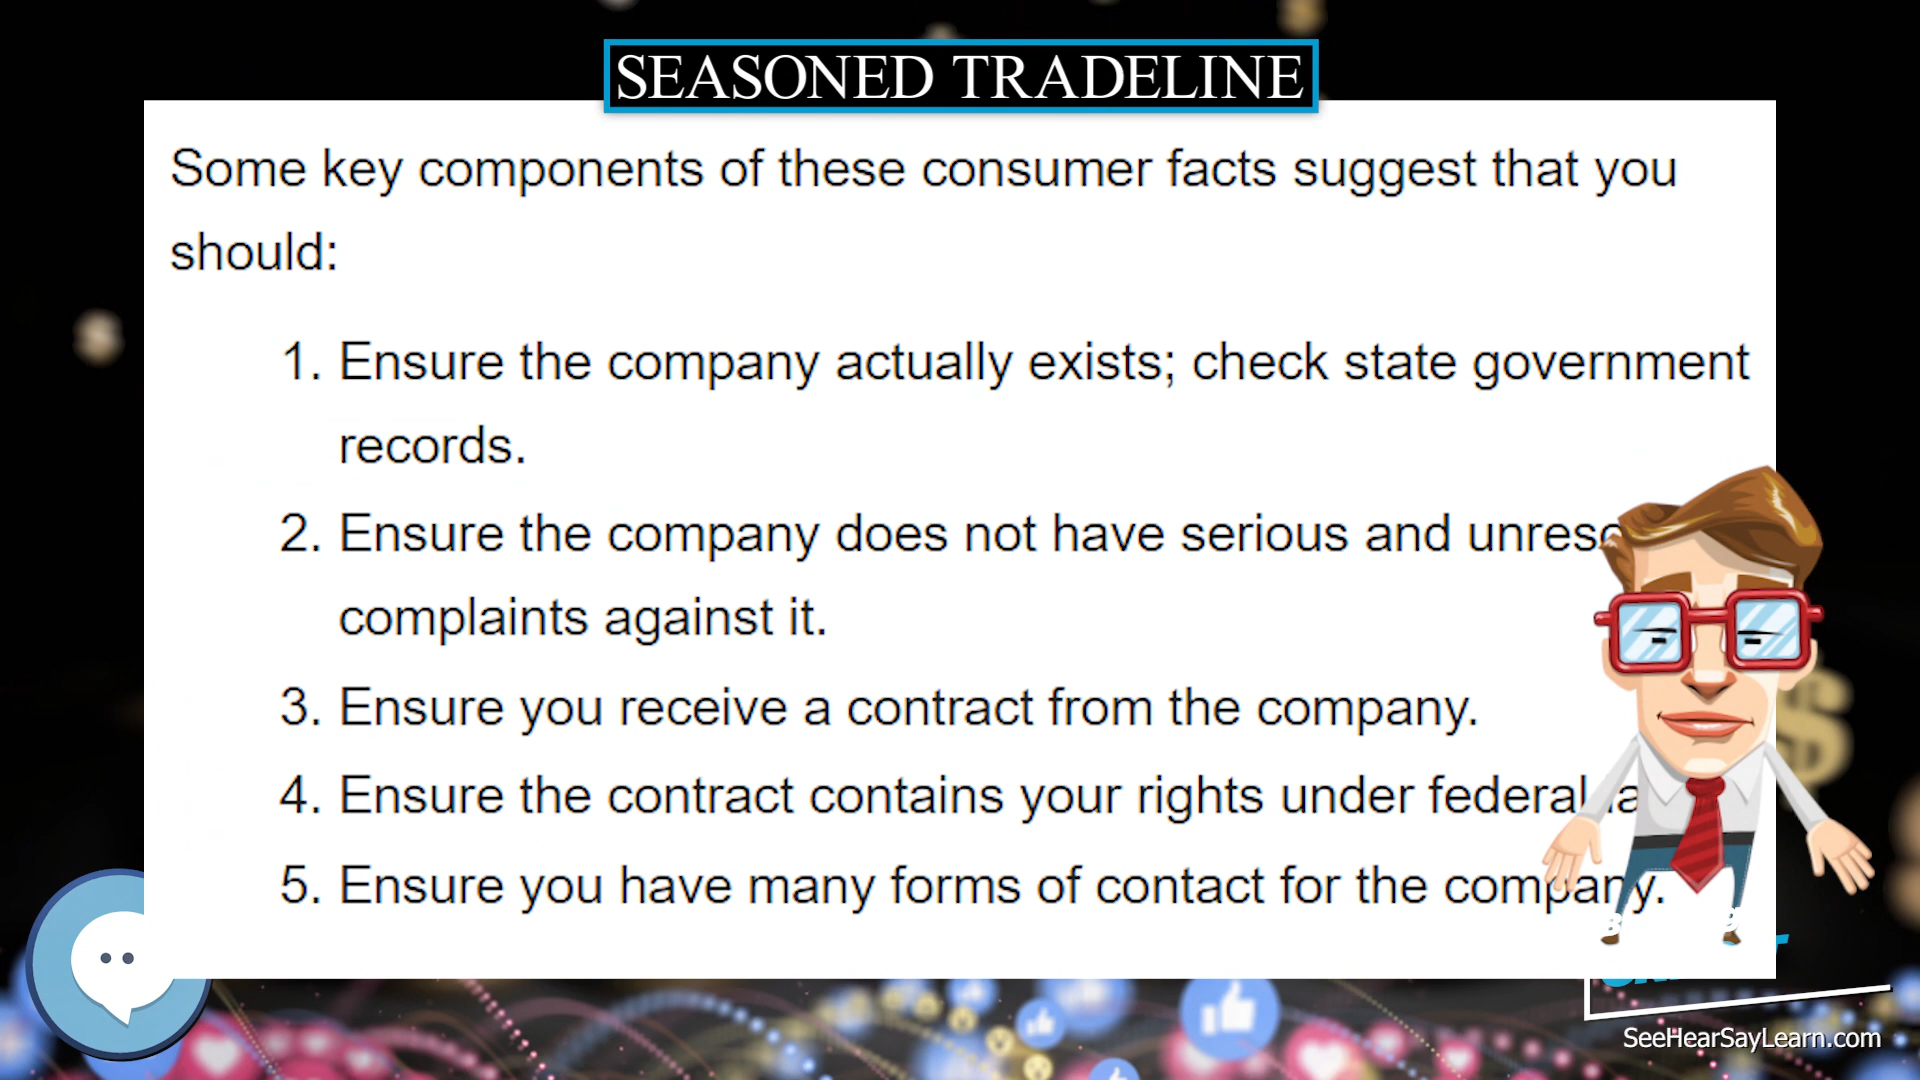 SEASONED TRADELINE
Some key components of these consumer facts suggest that you
should:
1. Ensure the company actually exists; check state government
records.
2. Ensure the company does not have serious and
complaints against it.
3. Ensure you receive a contract from the company.
4. Ensure the contract contains your rights under federal
5. Ensure you have many forms of contact for the company.
SeeHearSayLearn.com